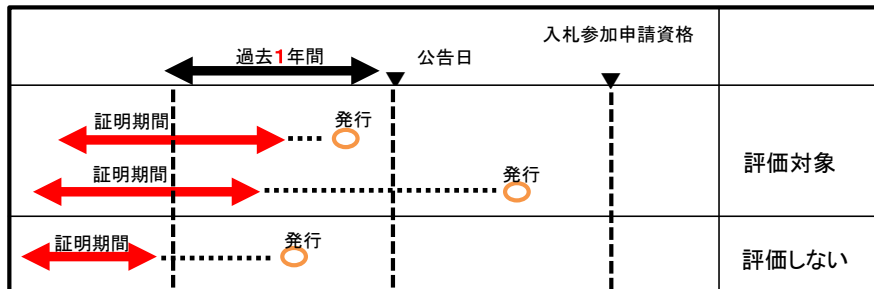 入札参加申請資格
過去1年間
公告日
証明期間
発行
評価対象
証明期間
発行
証明期間
発行
評価しない